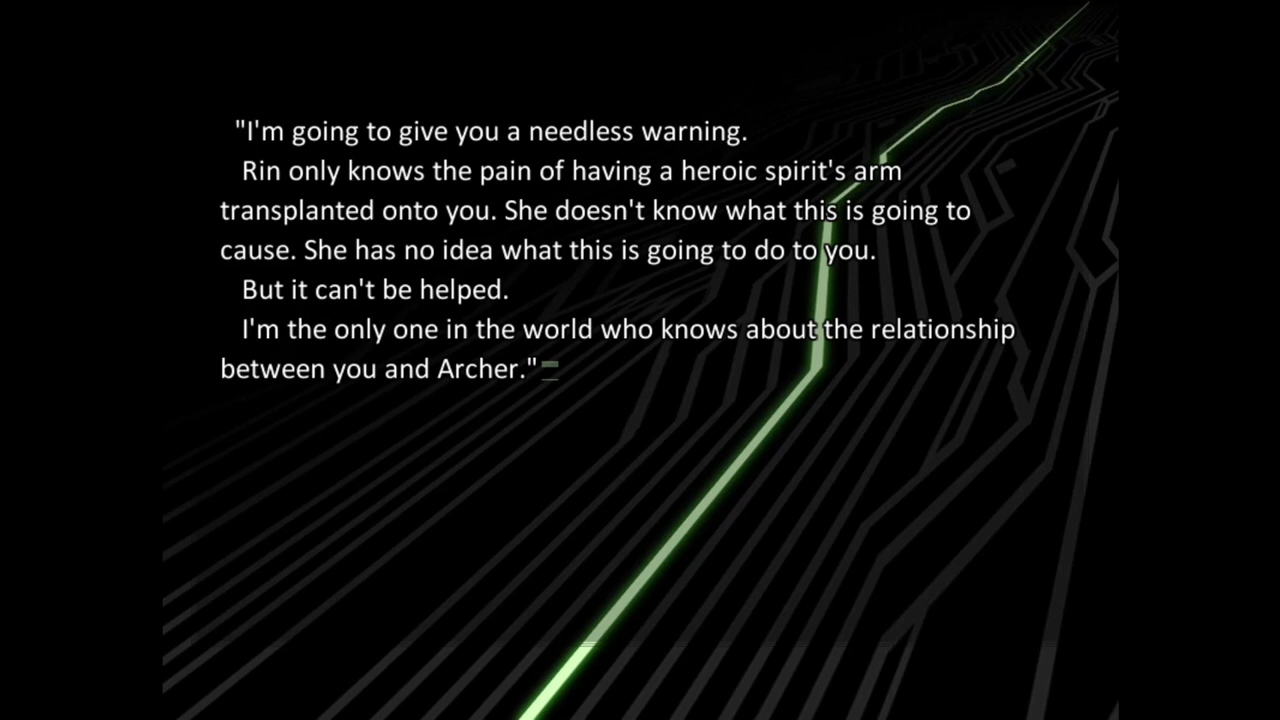 "I'm going to give you a needless warning.
Rin only knows the pain of having a heroic spirit's arm
transplanted onto you. She doesn't know what this is going to
cause. She has no idea what this is going to do to you.
But it can't be helped.
I'm the only one in the world who knows about the relationship
between you and Archer."